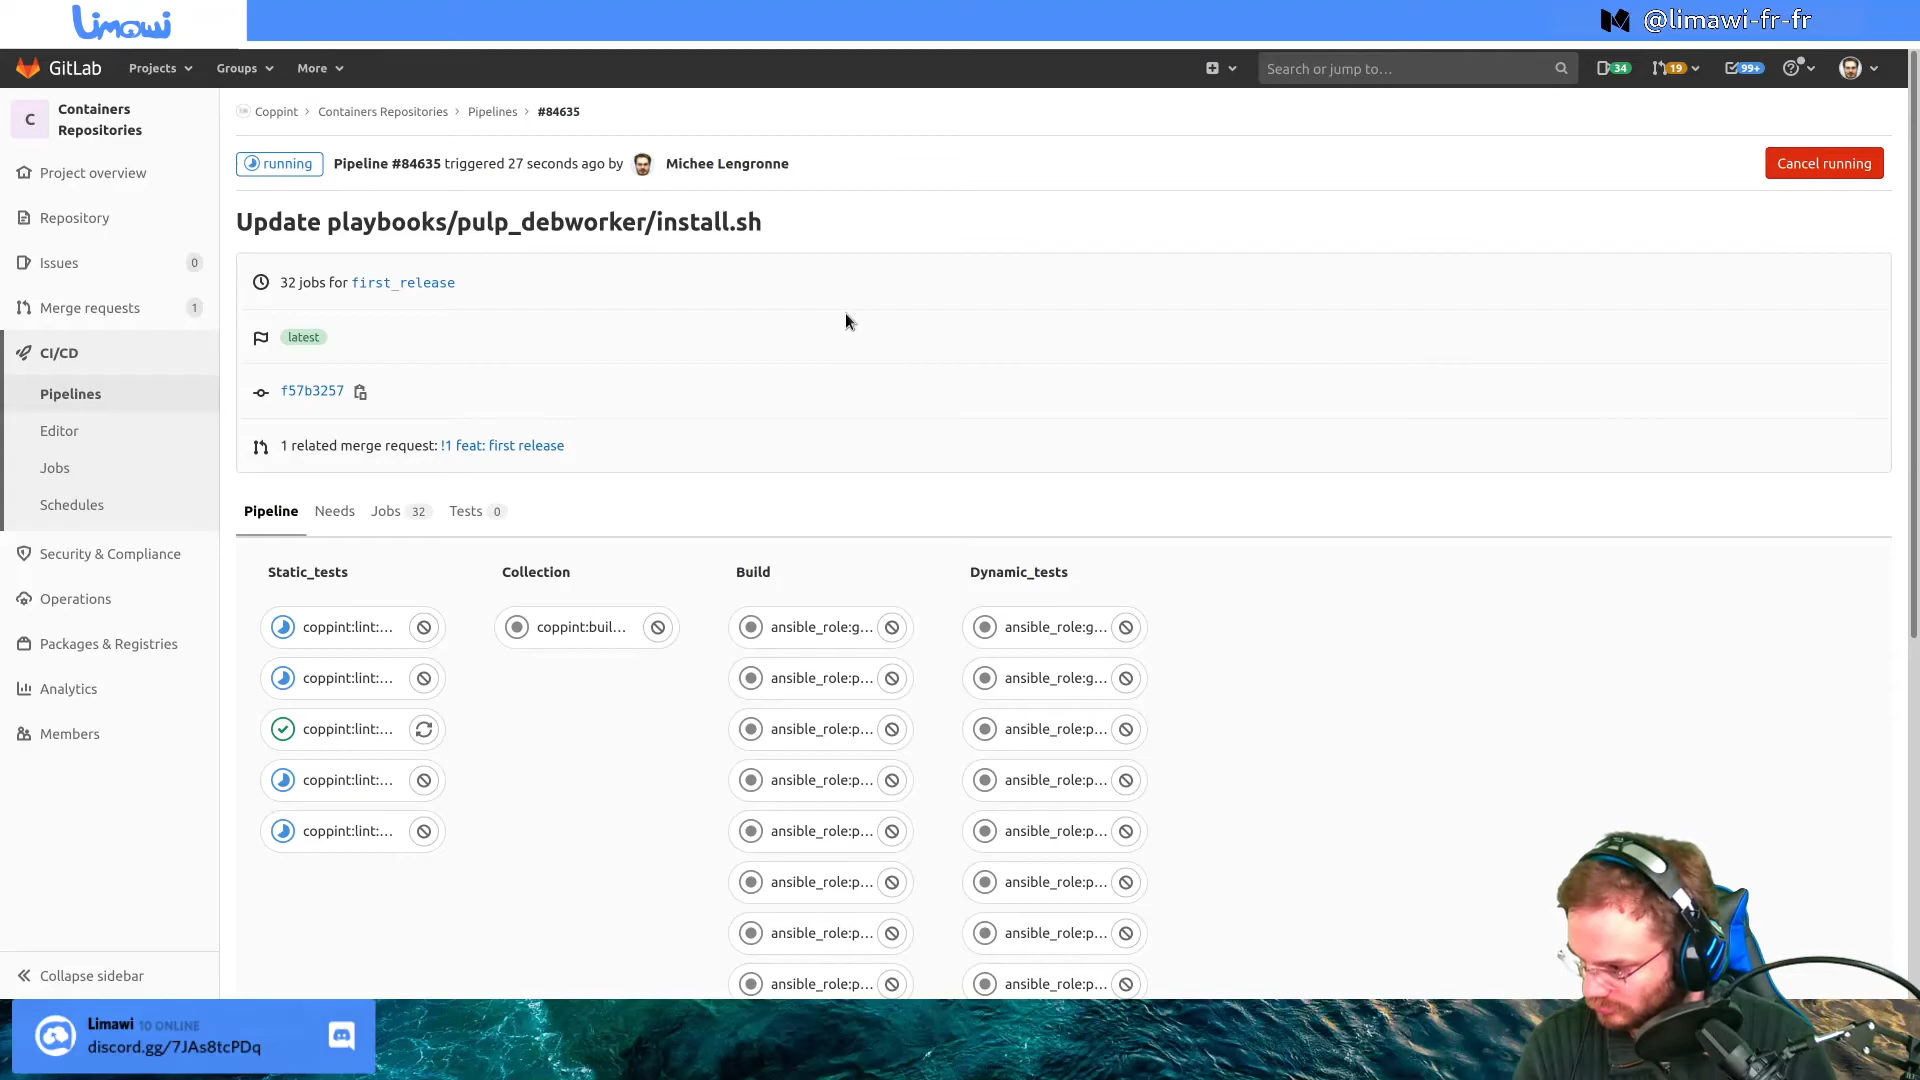 Limawi
@limawi-fr-fr
GitLab
Projects
Groups
More
Search or jump to...
34
19
99+
C
Containers
Repositories
Project overview
Repository
Issues
0
Merge requests
1
CI/CD
Pipelines
Editor
Jobs
Schedules
Security & Compliance
Operations
Packages & Registries
Analytics
Members
Collapse sidebar
Coppint › Containers Repositories › Pipelines › #84635
running
Pipeline #84635 triggered 27 seconds ago by Michee Lengronne
Cancel running
Update playbooks/pulp_debworker/install.sh
32 jobs for first_release
latest
f57b3257
1 related merge request: !1 feat: first release
Pipeline
Needs
Jobs 32
Tests 0
Static_tests
coppint:lint:...
coppint:lint:...
coppint:lint:...
coppint:lint:...
coppint:lint:...
Collection
coppint:buil...
Build
ansible_role:g...
ansible_role:p...
ansible_role:p...
ansible_role:p...
ansible_role:p...
ansible_role:p...
ansible_role:p...
ansible_role:p...
Dynamic_tests
ansible_role:g...
ansible_role:g...
ansible_role:p...
ansible_role:p...
ansible_role:p...
ansible_role:p...
ansible_role:p...
ansible_role:p...
Limawi 10 ONLINE
discord.gg/7JAs8tcPDq